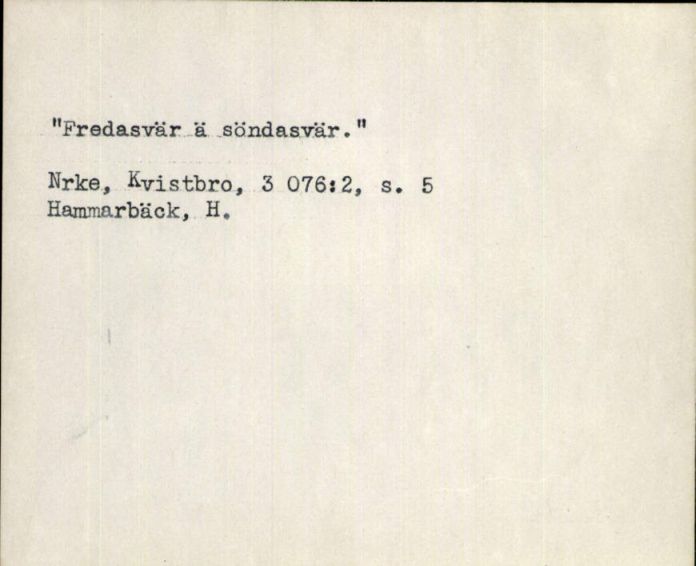 "Fredasvär ä söndasvär."
Nrke, Kvistbro, 3 076:2, s. 5
Hammarbäck, H.